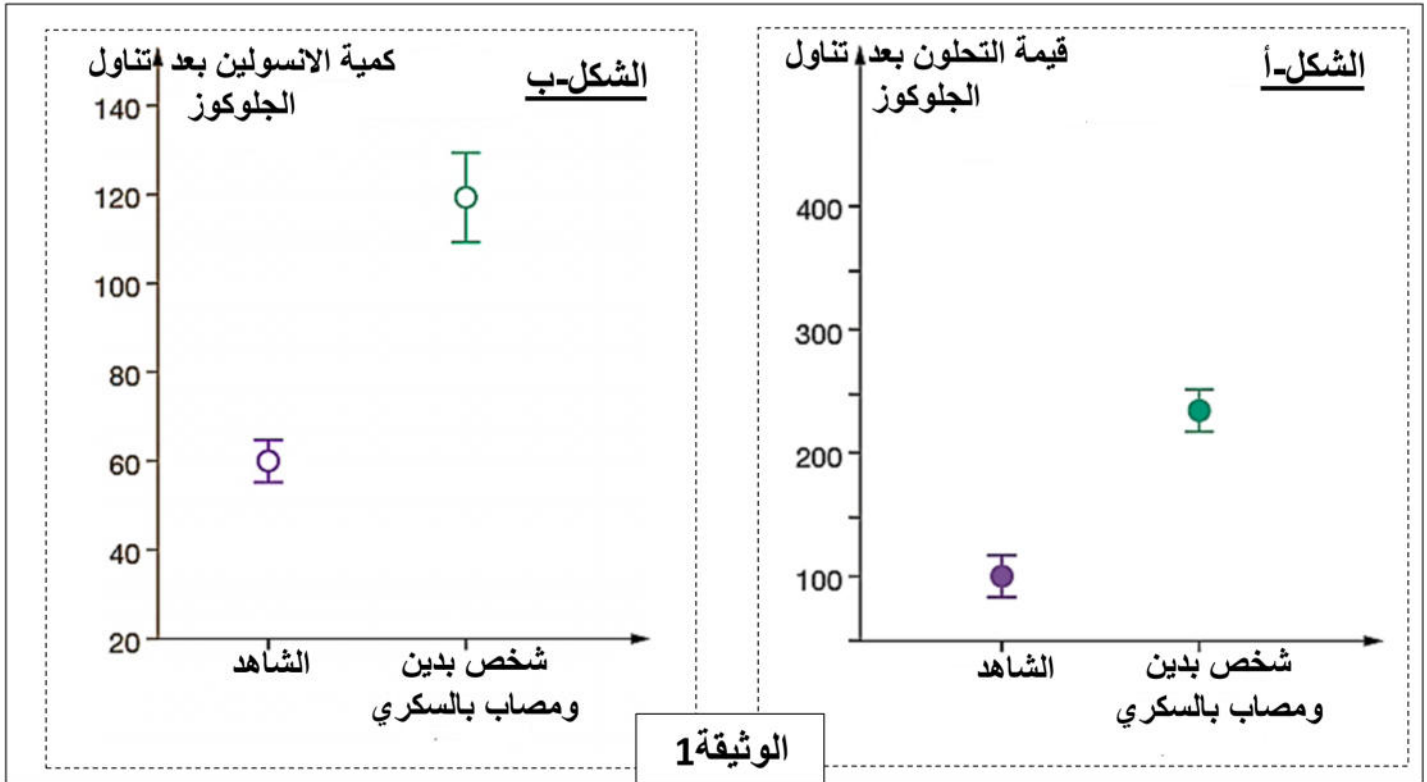 الشكل-أ
قيمة التحلون بعد تناول
الجلوكوز
400
300
200
100
الشاهد
شخص بدين
ومصاب بالسكري
الشكل-ب
كمية الانسولين بعد تناول
الجلوكوز
140
120
100
80
60
40
20
الشاهد
شخص بدين
ومصاب بالسكري
الوثيقة1